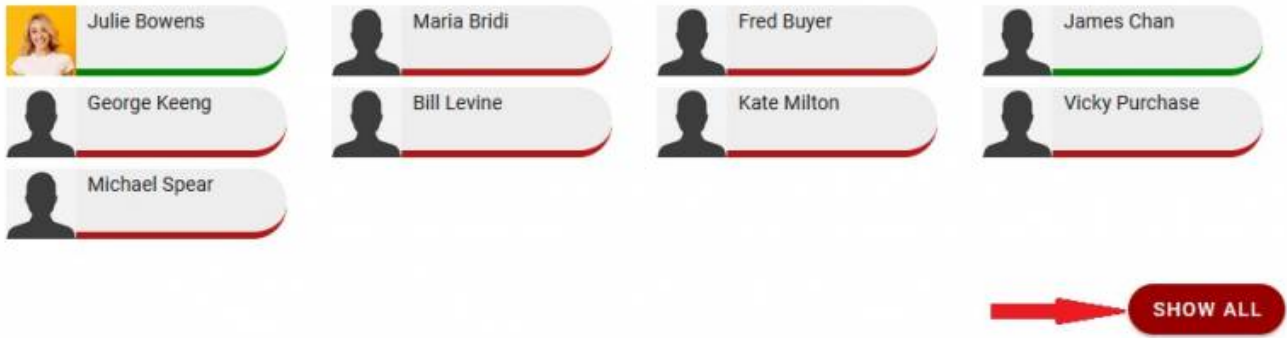 Julie Bowens
Maria Bridi
Fred Buyer
James Chan
George Keeng
Bill Levine
Kate Milton
Vicky Purchase
Michael Spear
SHOW ALL